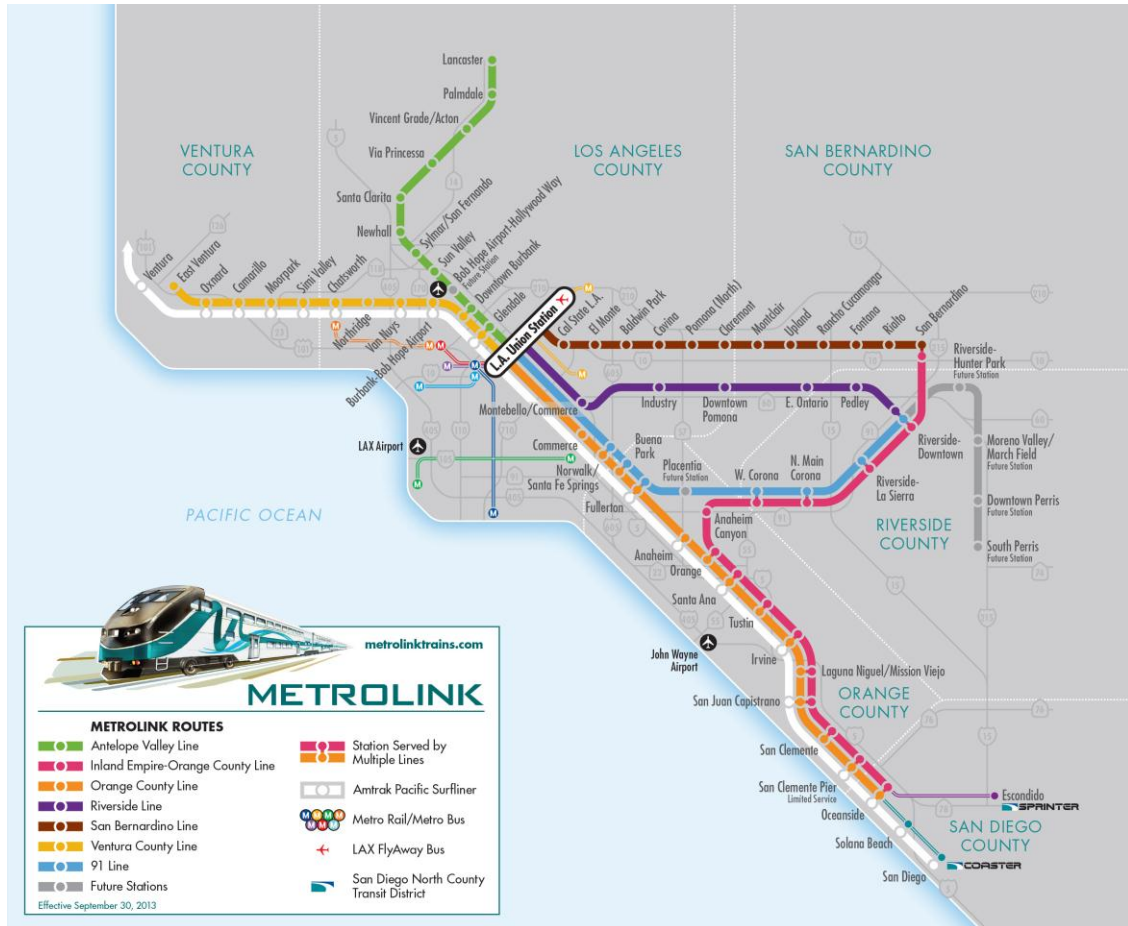 Lancaster
Palmdale
Vincent Grade/Acton
Via Princessa
Santa Clarita
Newhall
Sylmar/San Fernando
Sun Valley
Bob Hope Airport-Hollywood Way
Future Station
Downtown Burbank
Glendale
VENTURA
COUNTY
LOS ANGELES
COUNTY
SAN BERNARDINO
COUNTY
Ventura
East Ventura
Oxnard
Camarillo
Moorpark
Simi Valley
Chatsworth
Northridge
Van Nuys
Burbank-Bob Hope Airport
L.A. Union Station
Cal State L.A.
El Monte
Baldwin Park
Covina
Pomona (North)
Claremont
Montclair
Upland
Rancho Cucamonga
Fontana
Rialto
San Bernardino
Riverside-
Hunter Park
Future Station
Montebello/Commerce
Industry
Downtown
Pomona
E. Ontario
Pedley
Riverside-
Downtown
Moreno Valley/
March Field
Future Station
Downtown Perris
Future Station
South Perris
Future Station
LAX Airport
Commerce
Norwalk/
Santa Fe Springs
Buena
Park
Placentia
Future Station
W. Corona
N. Main
Corona
Riverside-
La Sierra
RIVERSIDE
COUNTY
Fullerton
Anaheim
Canyon
Anaheim
Orange
Santa Ana
Tustin
John Wayne
Airport
Irvine
Laguna Niguel/Mission Viejo
ORANGE
COUNTY
San Juan Capistrano
San Clemente
San Clemente Pier
Limited Service
Oceanside
Escondido
SPRINTER
SAN DIEGO
COUNTY
Solana Beach
COASTER
San Diego
PACIFIC OCEAN
metrolinktrains.com
METROLINK
METROLINK ROUTES
Antelope Valley Line
Inland Empire-Orange County Line
Orange County Line
Riverside Line
San Bernardino Line
Ventura County Line
91 Line
Future Stations
Effective September 30, 2013
Station Served by
Multiple Lines
Amtrak Pacific Surfliner
Metro Rail/Metro Bus
LAX FlyAway Bus
San Diego North County
Transit District